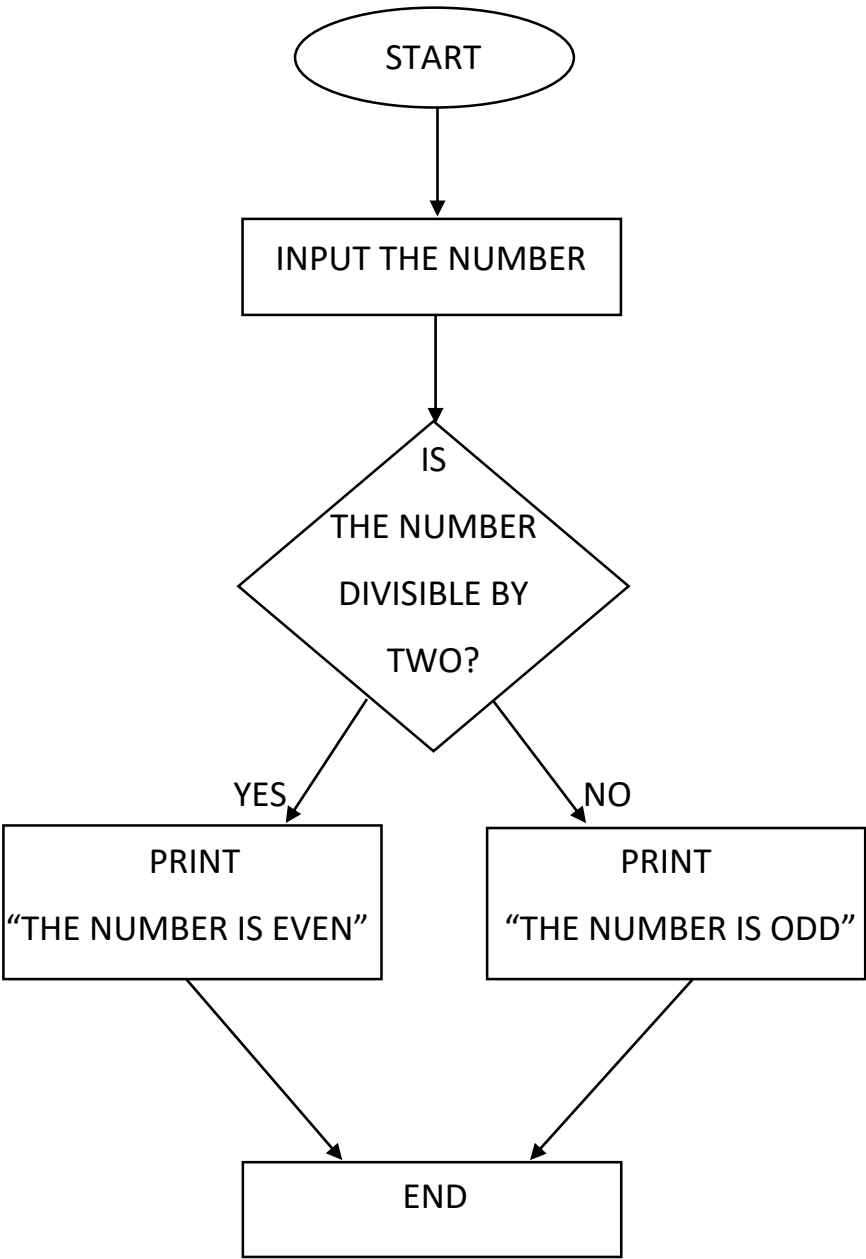 START
INPUT THE NUMBER
IS
THE NUMBER
DIVISIBLE BY
TWO?
YES
NO
PRINT
“THE NUMBER IS EVEN”
PRINT
“THE NUMBER IS ODD”
END